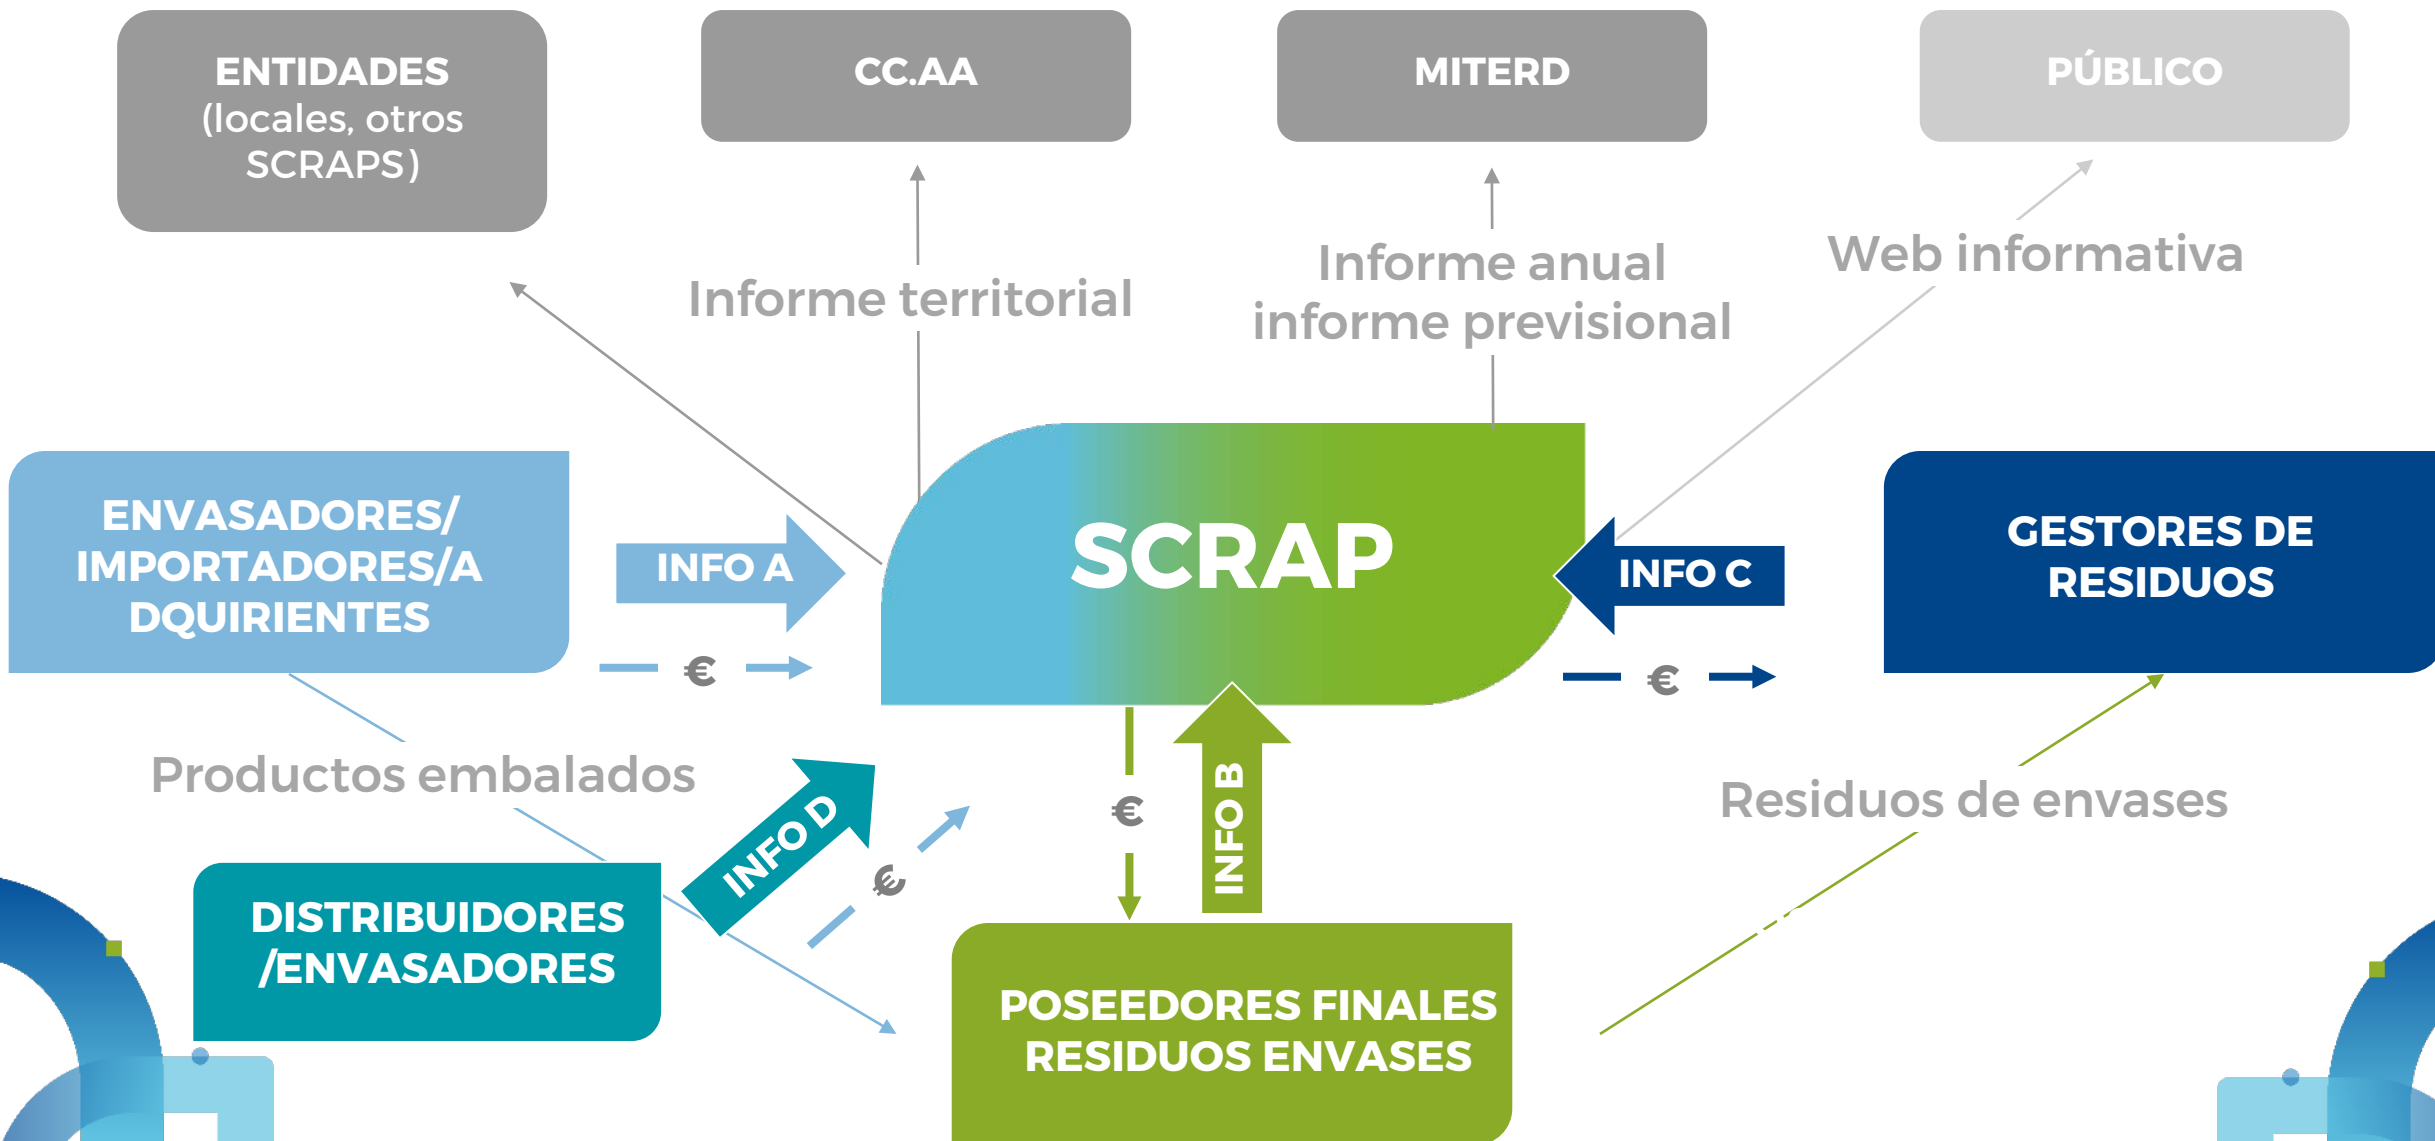 ENTIDADES
(locales, otros
SCRAPS)
CC.AA
MITERD
PÚBLICO
Informe territorial
Informe anual
informe previsional
Web informativa
ENVASADORES/
IMPORTADORES/A
DQUIRIENTES
INFO A
€
SCRAP
INFO C
€
GESTORES DE
RESIDUOS
Productos embalados
INFO D
€
€
INFO B
Residuos de envases
DISTRIBUIDORES
/ENVASADORES
POSEEDORES FINALES
RESIDUOS ENVASES